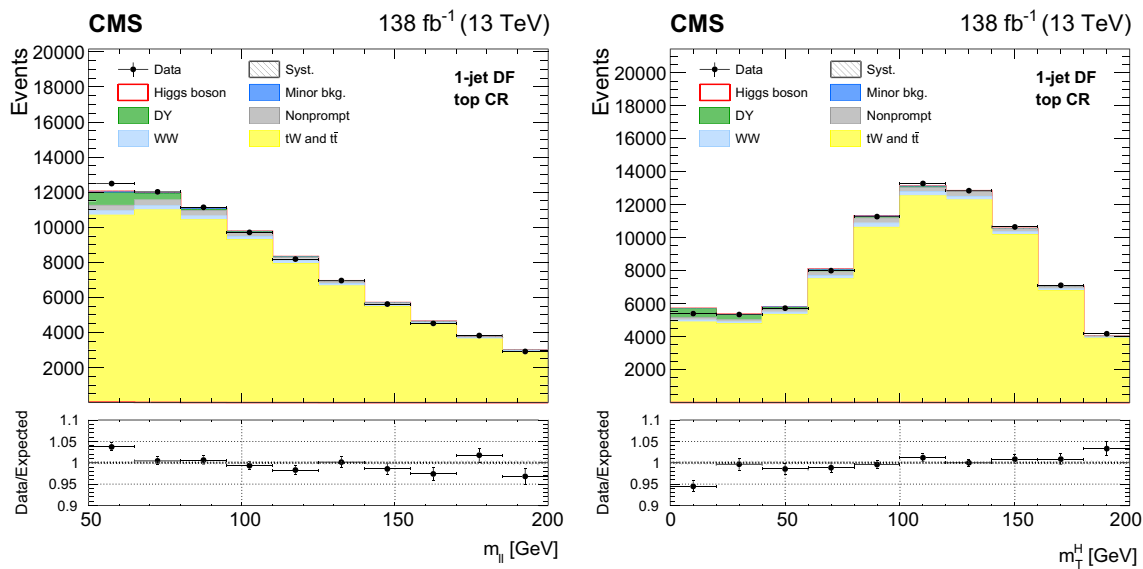 CMS 138 fb⁻¹ (13 TeV)
Events
20000
18000
16000
14000
12000
10000
8000
6000
4000
2000
1-jet DF
top CR
Data Syst.
Higgs boson Minor bkg.
DY Nonprompt
WW tW and tt̄
Data/Expected
1.1
1.05
1
0.95
0.9
50 100 150 200
m_ll [GeV]
CMS 138 fb⁻¹ (13 TeV)
Events
20000
18000
16000
14000
12000
10000
8000
6000
4000
2000
1-jet DF
top CR
Data Syst.
Higgs boson Minor bkg.
DY Nonprompt
WW tW and tt̄
Data/Expected
1.1
1.05
1
0.95
0.9
0 50 100 150 200
m_T^H [GeV]